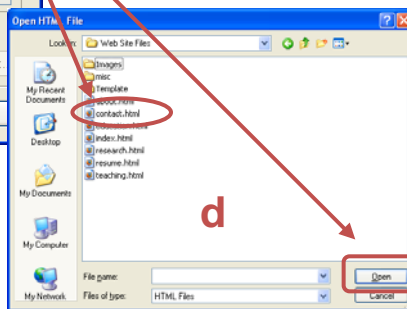 Open HTML File
Look in: Web Site Files
My Recent Documents
Desktop
My Documents
My Computer
My Network
Images
misc
Template
about.html
contact.html
index.html
research.html
resume.html
teaching.html
d
File name:
Open
Files of type: HTML Files
Cancel